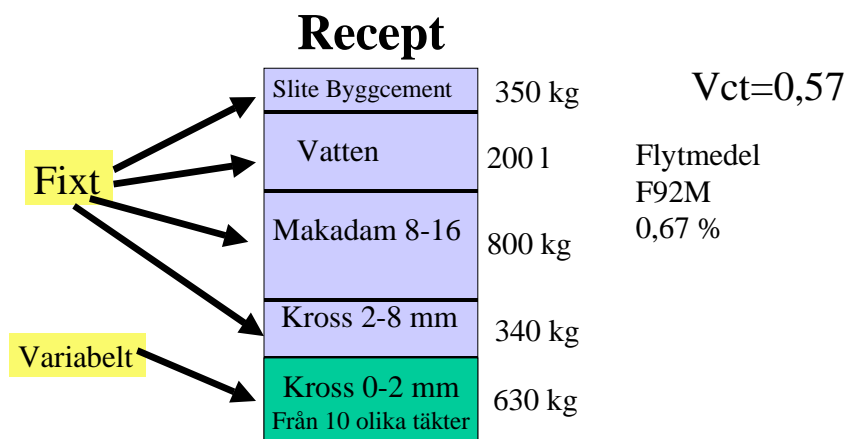 Recept
Slite Byggcement
350 kg
Vct=0,57
Vatten
200 l
Flytmedel
F92M
0,67 %
Fixt
Makadam 8-16
800 kg
Kross 2-8 mm
340 kg
Variabelt
Kross 0-2 mm
Från 10 olika täkter
630 kg